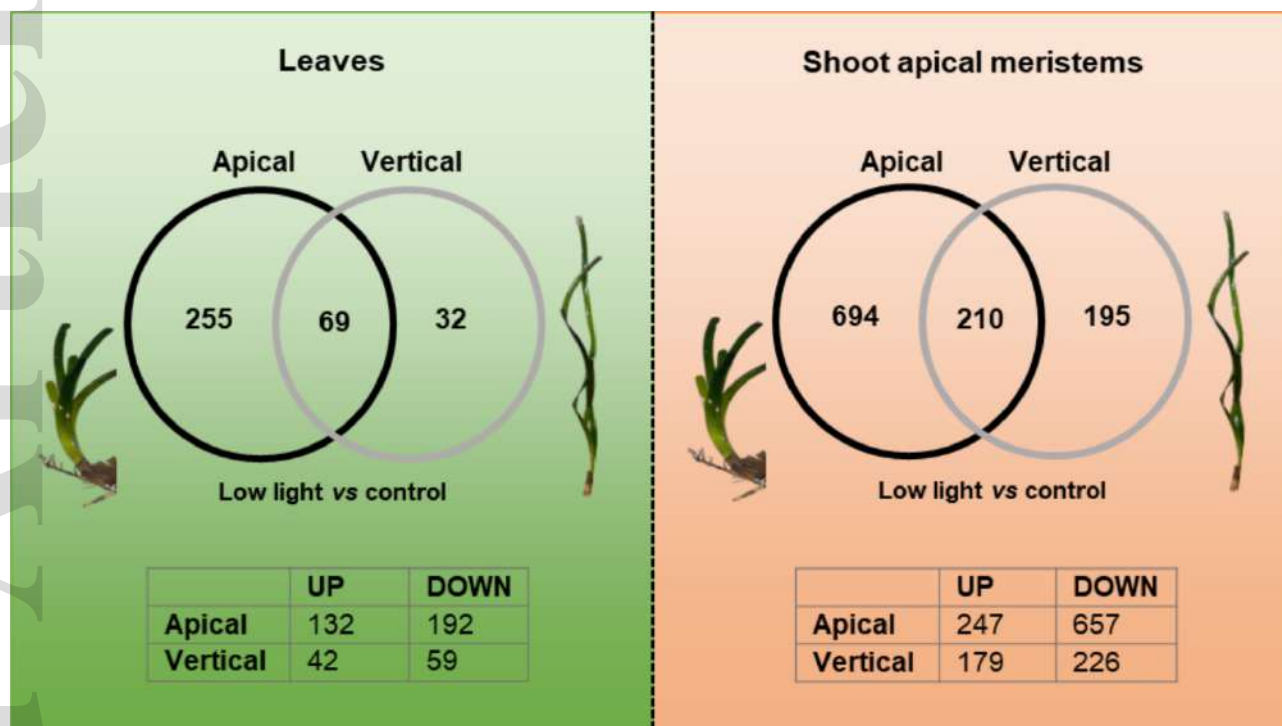 Leaves
Apical Vertical
255 69 32
Low light vs control
UP DOWN
Apical 132 192
Vertical 42 59
Shoot apical meristems
Apical Vertical
694 210 195
Low light vs control
UP DOWN
Apical 247 657
Vertical 179 226